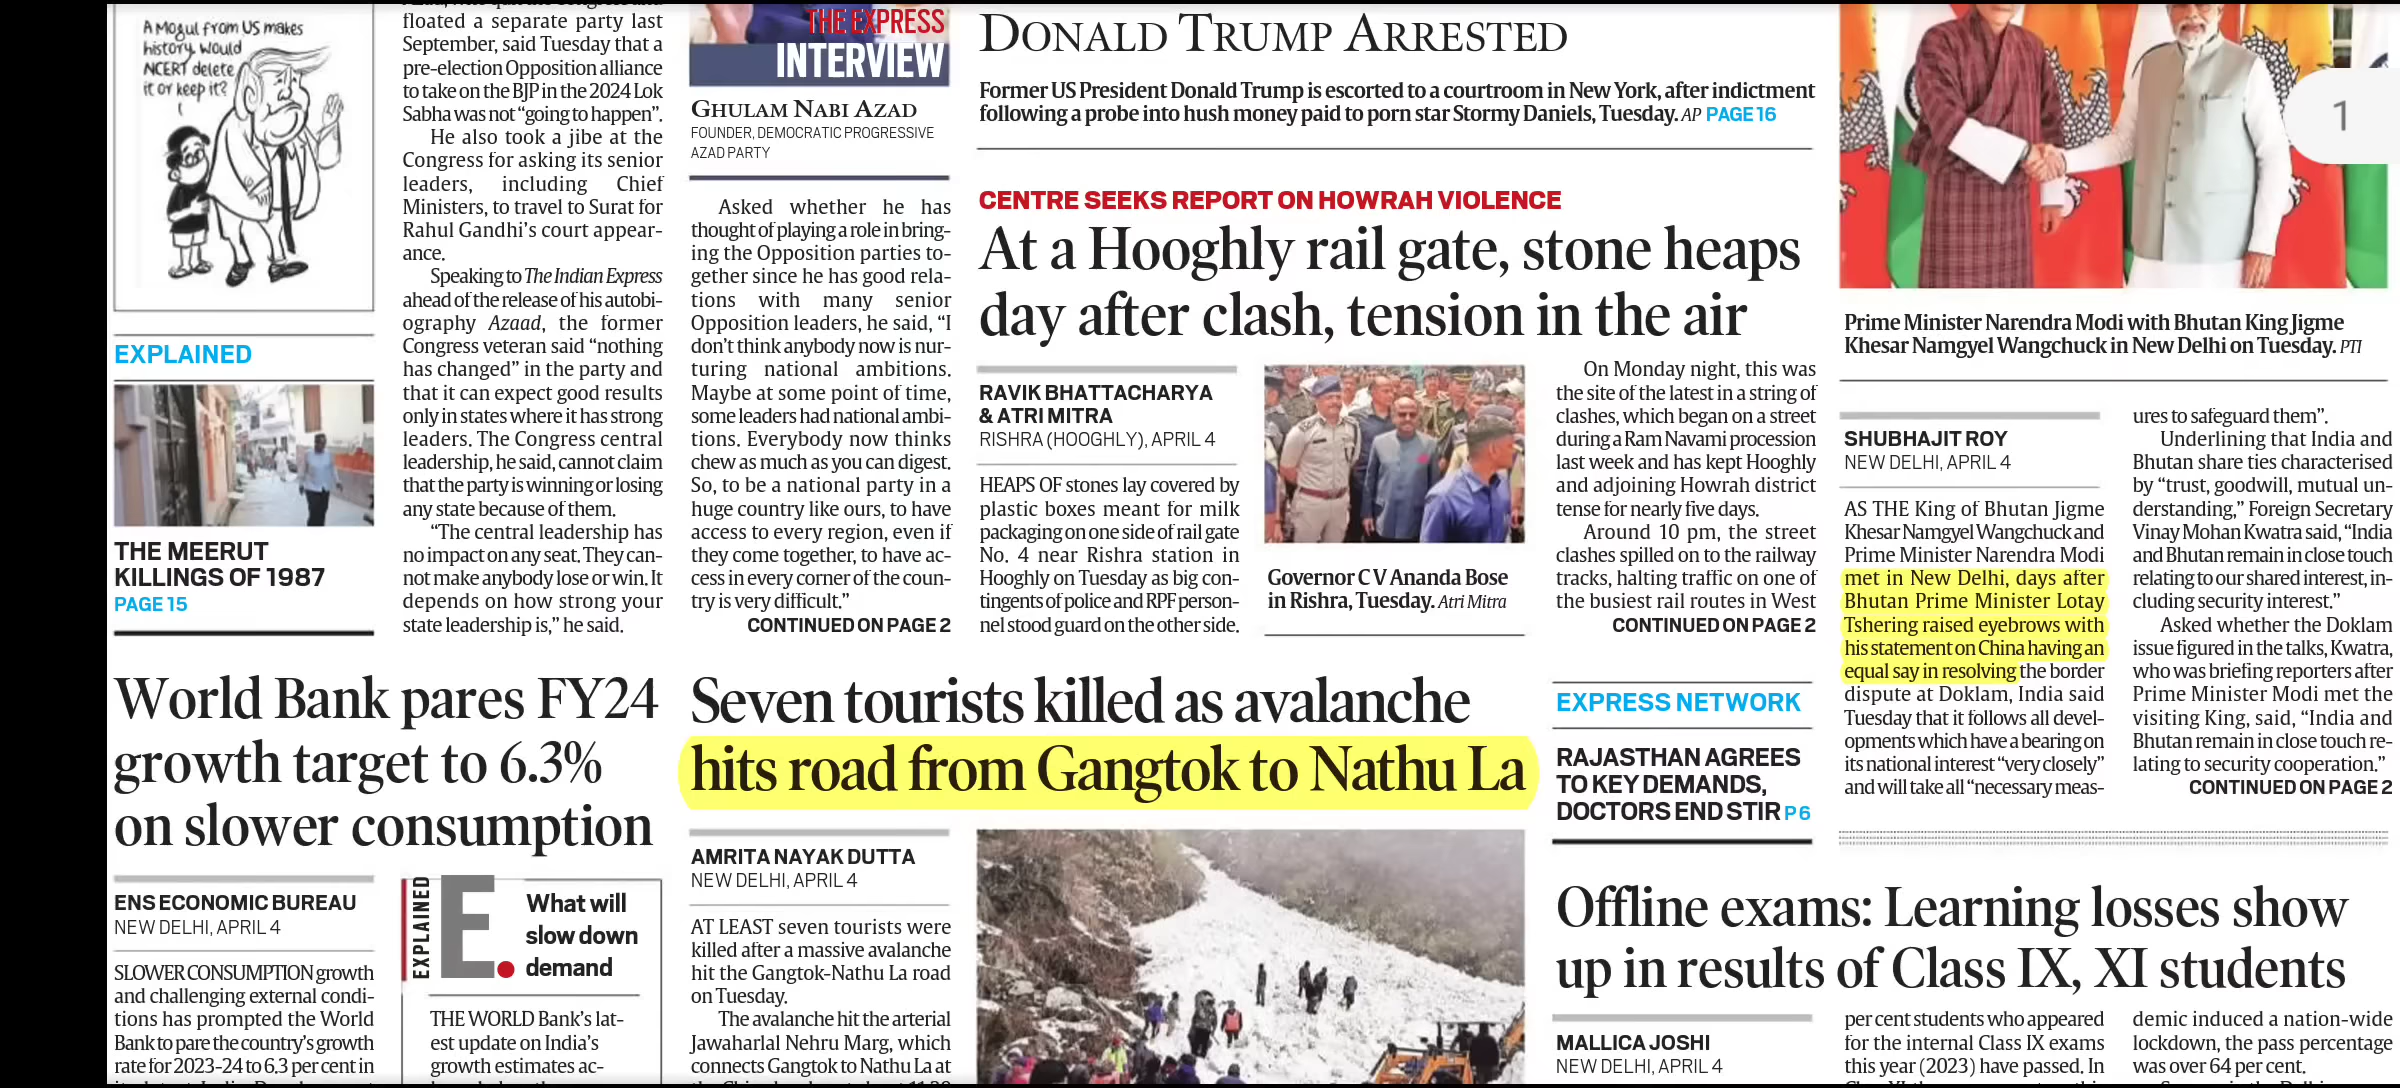 A Mogul from US makes
history. Would
NCERT delete
it or keep it?
EXPLAINED
THE MEERUT
KILLINGS OF 1987
PAGE 15
floated a separate party last
September, said Tuesday that a
pre-election Opposition alliance
to take on the BJP in the 2024 Lok
Sabha was not “going to happen”.
He also took a jibe at the
Congress for asking its senior
leaders, including Chief
Ministers, to travel to Surat for
Rahul Gandhi’s court appear-
ance.
Speaking to The Indian Express
ahead of the release of his autobi-
ography Azaad, the former
Congress veteran said “nothing
has changed” in the party and
that it can expect good results
only in states where it has strong
leaders. The Congress central
leadership, he said, cannot claim
that the party is winning or losing
any state because of them.
“The central leadership has
no impact on any seat. They can-
not make anybody lose or win. It
depends on how strong your
state leadership is,” he said.
THE EXPRESS
INTERVIEW
GHULAM NABI AZAD
FOUNDER, DEMOCRATIC PROGRESSIVE
AZAD PARTY
Asked whether he has
thought of playing a role in bring-
ing the Opposition parties to-
gether since he has good rela-
tions with many senior
Opposition leaders, he said, “I
don’t think anybody now is nur-
turing national ambitions.
Maybe at some point of time,
some leaders had national ambi-
tions. Everybody now thinks
chew as much as you can digest.
So, to be a national party in a
huge country like ours, to have
access to every region, even if
they come together, to have ac-
cess in every corner of the coun-
try is very difficult.”
CONTINUED ON PAGE 2
DONALD TRUMP ARRESTED
Former US President Donald Trump is escorted to a courtroom in New York, after indictment
following a probe into hush money paid to porn star Stormy Daniels, Tuesday. AP PAGE 16
CENTRE SEEKS REPORT ON HOWRAH VIOLENCE
At a Hooghly rail gate, stone heaps
day after clash, tension in the air
RAVIK BHATTACHARYA
& ATRI MITRA
RISHRA (HOOGHLY), APRIL 4
HEAPS OF stones lay covered by
plastic boxes meant for milk
packaging on one side of rail gate
No. 4 near Rishra station in
Hooghly on Tuesday as big con-
tingents of police and RPF person-
nel stood guard on the other side.
Governor C V Ananda Bose
in Rishra, Tuesday. Atri Mitra
On Monday night, this was
the site of the latest in a string of
clashes, which began on a street
during a Ram Navami procession
last week and has kept Hooghly
and adjoining Howrah district
tense for nearly five days.
Around 10 pm, the street
clashes spilled on to the railway
tracks, halting traffic on one of
the busiest rail routes in West
CONTINUED ON PAGE 2
1
Prime Minister Narendra Modi with Bhutan King Jigme
Khesar Namgyel Wangchuck in New Delhi on Tuesday. PTI
SHUBHAJIT ROY
NEW DELHI, APRIL 4
AS THE King of Bhutan Jigme
Khesar Namgyel Wangchuck and
Prime Minister Narendra Modi
met in New Delhi, days after
Bhutan Prime Minister Lotay
Tshering raised eyebrows with
his statement on China having an
equal say in resolving the border
dispute at Doklam, India said
Tuesday that it follows all devel-
opments which have a bearing on
its national interest “very closely”
and will take all “necessary meas-
ures to safeguard them”.
Underlining that India and
Bhutan share ties characterised
by “trust, goodwill, mutual un-
derstanding,” Foreign Secretary
Vinay Mohan Kwatra said, “India
and Bhutan remain in close touch
relating to our shared interest, in-
cluding security interest.”
Asked whether the Doklam
issue figured in the talks, Kwatra,
who was briefing reporters after
Prime Minister Modi met the
visiting King, said, “India and
Bhutan remain in close touch re-
lating to security cooperation.”
CONTINUED ON PAGE 2
World Bank pares FY24
growth target to 6.3%
on slower consumption
ENS ECONOMIC BUREAU
NEW DELHI, APRIL 4
SLOWER CONSUMPTION growth
and challenging external condi-
tions has prompted the World
Bank to pare the country’s growth
rate for 2023-24 to 6.3 per cent in
EXPLAINED
E.
What will
slow down
demand
THE WORLD Bank’s lat-
est update on India’s
growth estimates ac-
Seven tourists killed as avalanche
hits road from Gangtok to Nathu La
AMRITA NAYAK DUTTA
NEW DELHI, APRIL 4
AT LEAST seven tourists were
killed after a massive avalanche
hit the Gangtok-Nathu La road
on Tuesday.
The avalanche hit the arterial
Jawaharlal Nehru Marg, which
connects Gangtok to Nathu La at
EXPRESS NETWORK
RAJASTHAN AGREES
TO KEY DEMANDS,
DOCTORS END STIR P 6
Offline exams: Learning losses show
up in results of Class IX, XI students
MALLICA JOSHI
NEW DELHI, APRIL 4
per cent students who appeared
for the internal Class IX exams
this year (2023) have passed. In
demic induced a nation-wide
lockdown, the pass percentage
was over 64 per cent.